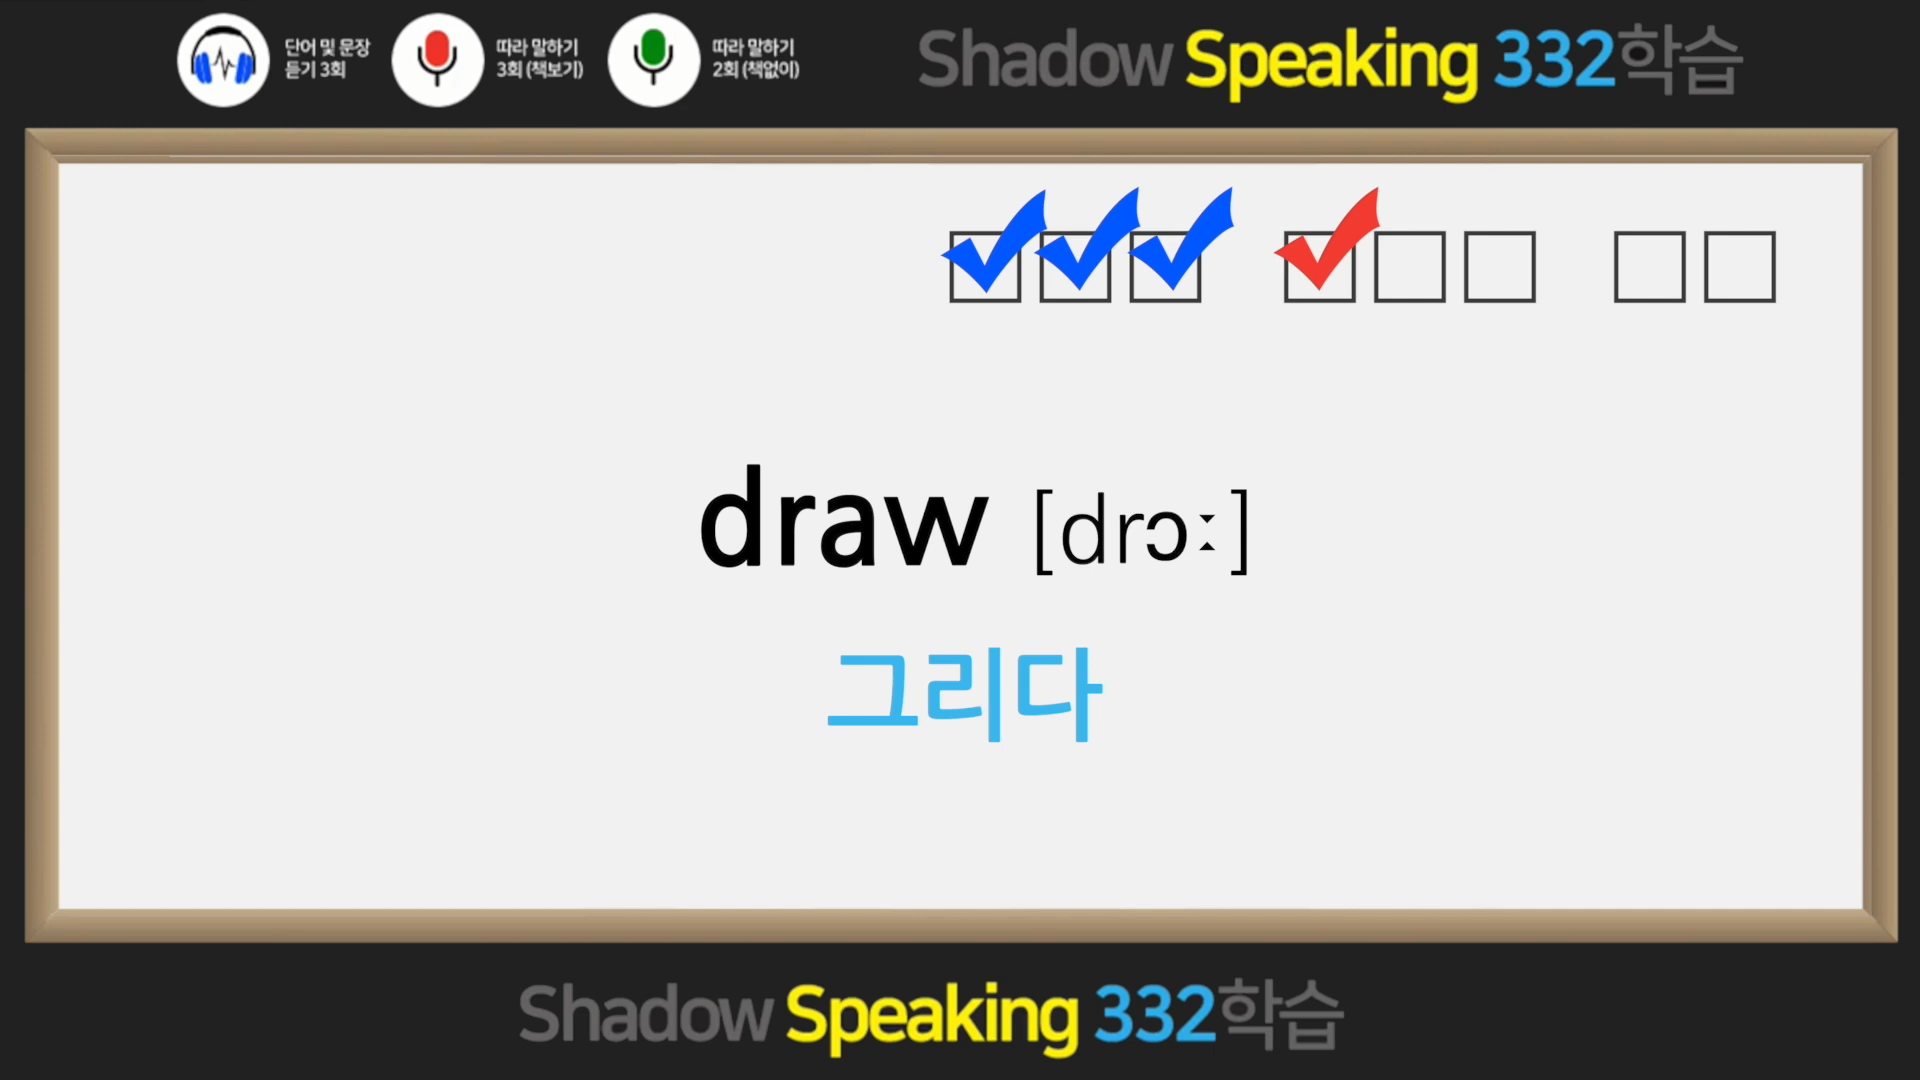 단어 및 문장
듣기 3회
따라 말하기
3회 (책보기)
따라 말하기
2회 (책없이)
Shadow Speaking 332학습
draw [drɔː]
그리다
Shadow Speaking 332학습